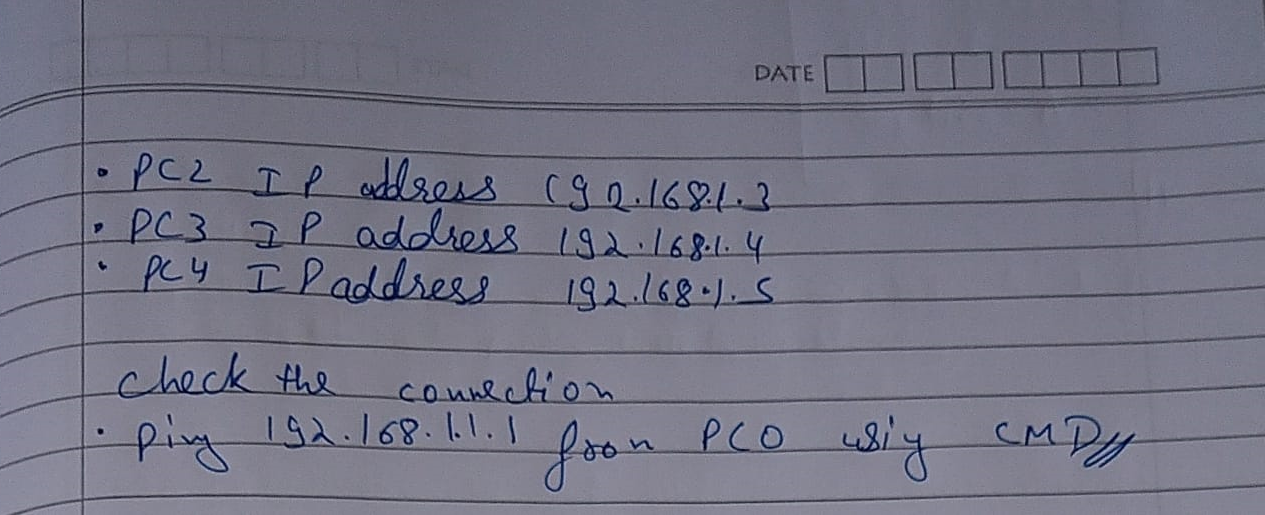 DATE
• PC2 IP address 192.168.1.3
• PC3 IP address 192.168.1.4
• PC4 IP address 192.168.1.5
check the connection
• Ping 192.168.1.1.1 from PC0 using CMD